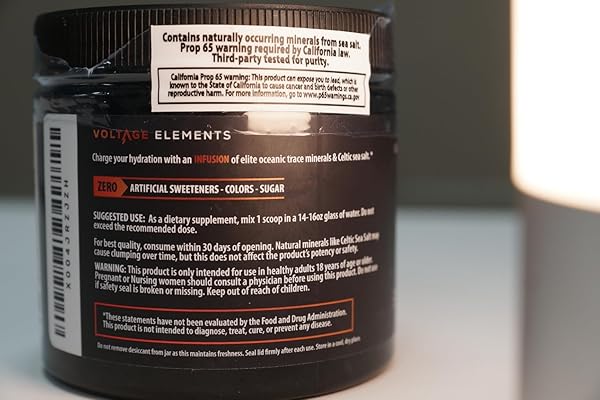 Contains naturally occurring minerals from sea salt.
Prop 65 warning required by California law.
Third-party tested for purity.
California Prop 65 warning: This product can expose you to lead, which is
known to the State of California to cause cancer and birth defects or other
reproductive harm. For more information, go to www.p65warnings.ca.gov
VOLTAGE ELEMENTS
Charge your hydration with an INFUSION of elite oceanic trace minerals & Celtic sea salt.*
ZERO ARTIFICIAL SWEETENERS - COLORS - SUGAR
SUGGESTED USE: As a dietary supplement, mix 1 scoop in a 14-16oz glass of water. Do not
exceed the recommended dose.
For best quality, consume within 30 days of opening. Natural minerals like Celtic Sea Salt may
cause clumping over time, but this does not affect the product's potency or safety.
WARNING: This product is only intended for use in healthy adults 18 years of age or older.
Pregnant or Nursing women should consult a physician before using this product. Do not use
if safety seal is broken or missing. Keep out of reach of children.
*These statements have not been evaluated by the Food and Drug Administration.
This product is not intended to diagnose, treat, cure, or prevent any disease.
Do not remove desiccant from jar as this maintains freshness. Seal lid firmly after each use. Store in a cool, dry place.
X0043RZ3ZH